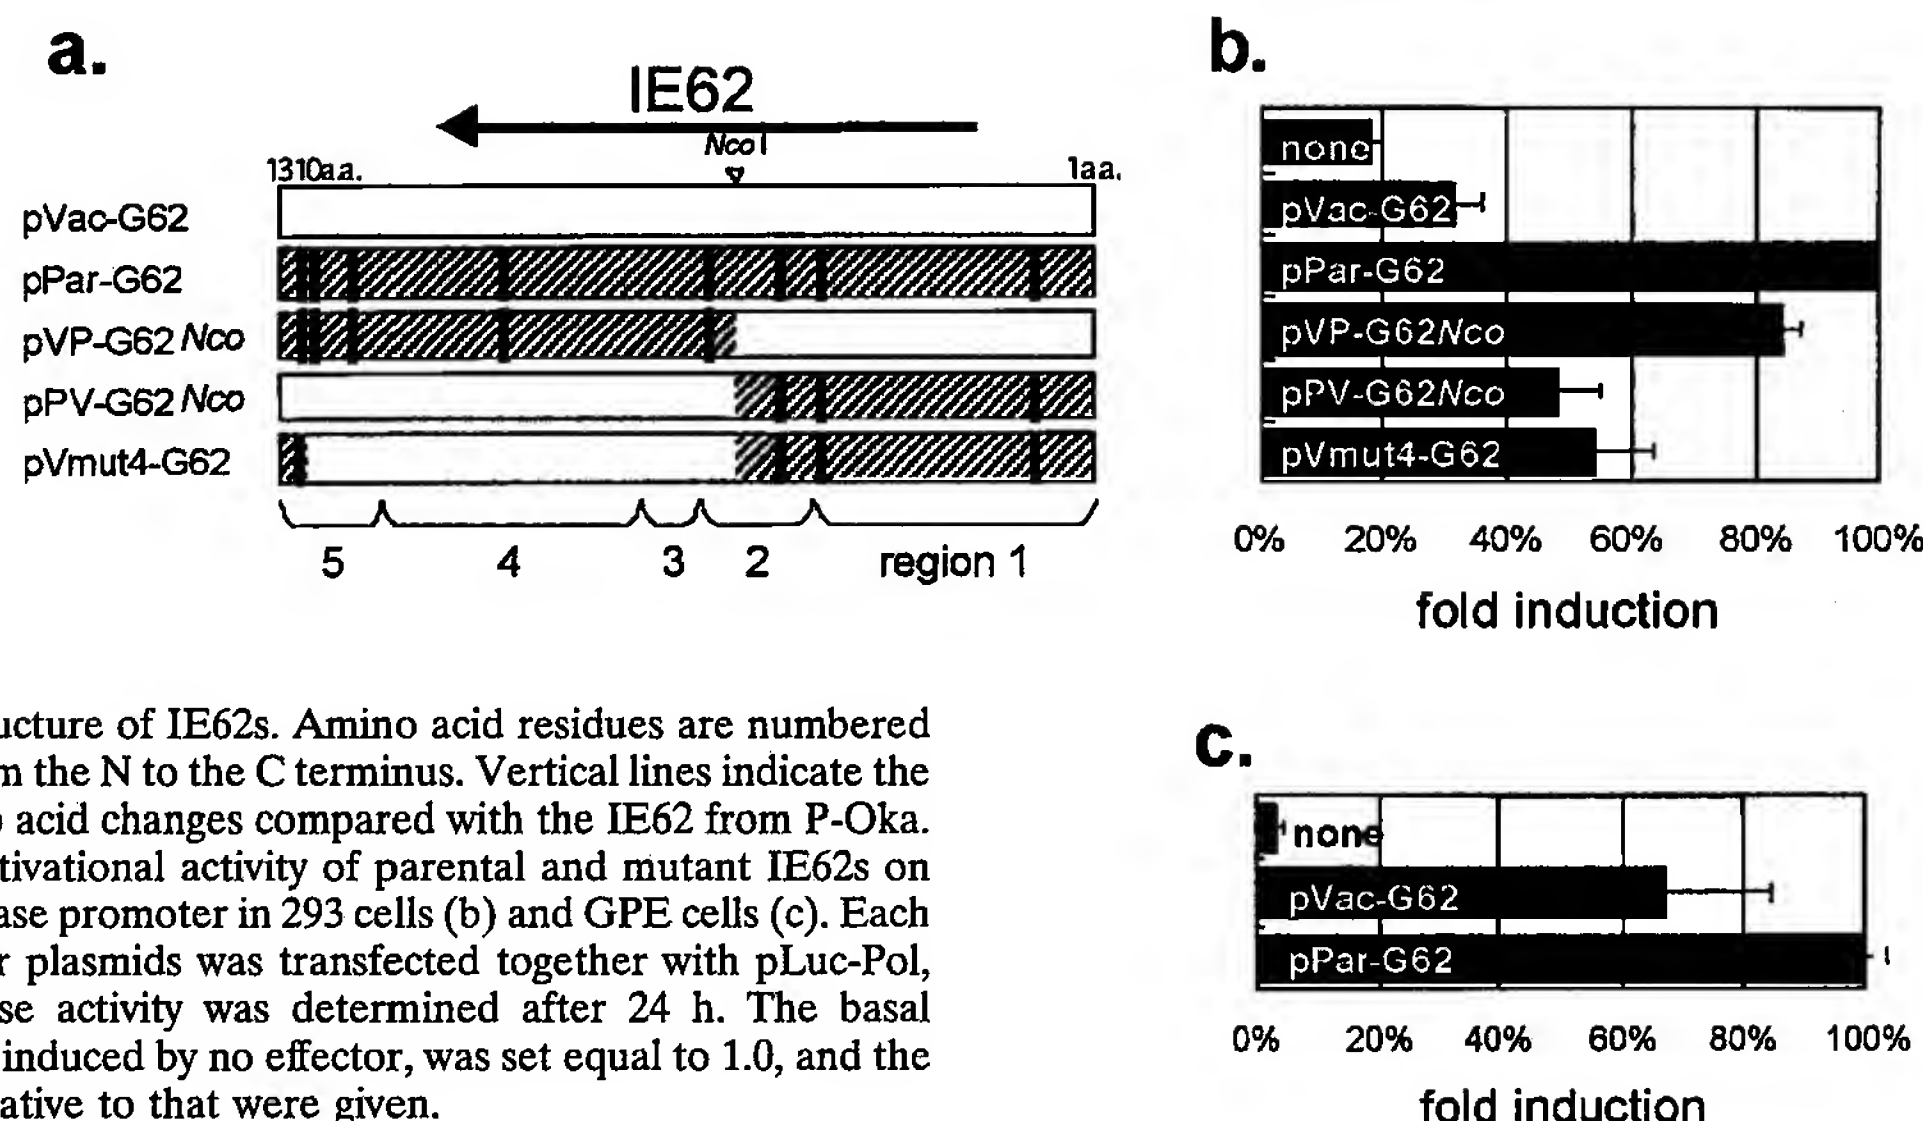 a.
IE62
Nco I
1310aa.
1aa.
pVac-G62
pPar-G62
pVP-G62 Nco
pPV-G62 Nco
pVmut4-G62
5 4 3 2 region 1
b.
none
pVac-G62
pPar-G62
pVP-G62Nco
pPV-G62Nco
pVmut4-G62
0% 20% 40% 60% 80% 100%
fold induction
ucture of IE62s. Amino acid residues are numbered
m the N to the C terminus. Vertical lines indicate the
acid changes compared with the IE62 from P-Oka.
tivational activity of parental and mutant IE62s on
ase promoter in 293 cells (b) and GPE cells (c). Each
r plasmids was transfected together with pLuc-Pol,
se activity was determined after 24 h. The basal
induced by no effector, was set equal to 1.0, and the
ative to that were given.
c.
none
pVac-G62
pPar-G62
0% 20% 40% 60% 80% 100%
fold induction